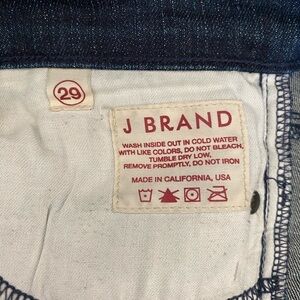 29
J BRAND
WASH INSIDE OUT IN COLD WATER
WITH LIKE COLORS, DO NOT BLEACH,
TUMBLE DRY LOW,
REMOVE PROMPTLY, DO NOT IRON
MADE IN CALIFORNIA, USA